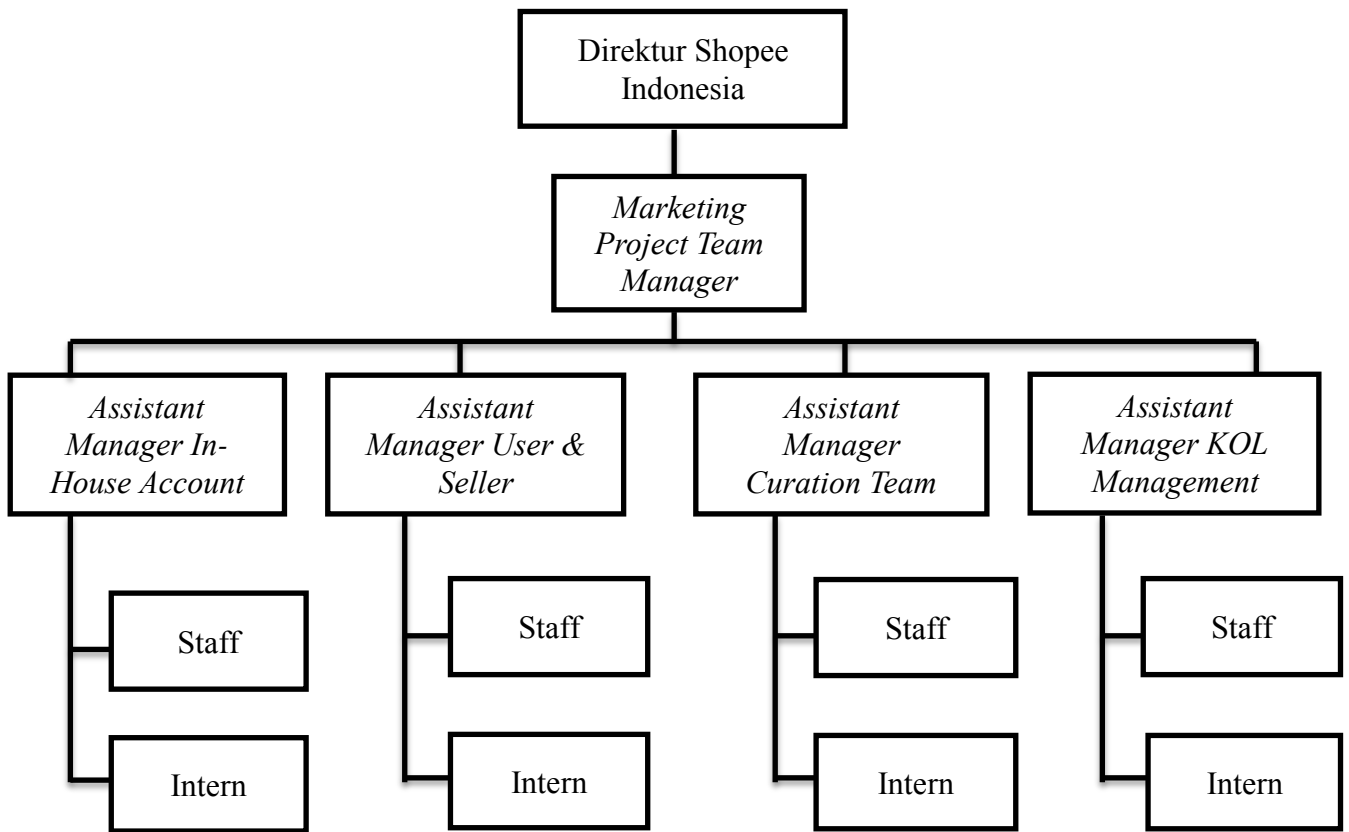 Direktur Shopee
Indonesia
Marketing
Project Team
Manager
Assistant
Manager In-
House Account
Assistant
Manager User &
Seller
Assistant
Manager
Curation Team
Assistant
Manager KOL
Management
Staff
Staff
Staff
Staff
Intern
Intern
Intern
Intern